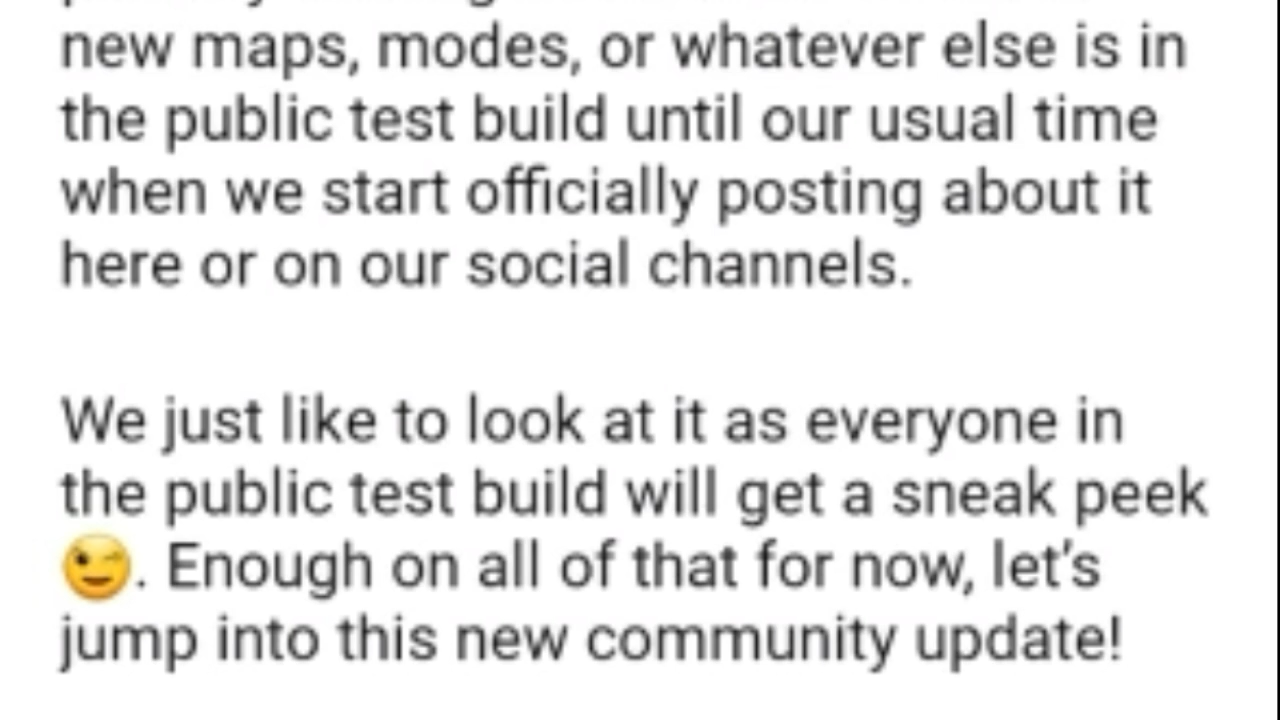 new maps, modes, or whatever else is in
the public test build until our usual time
when we start officially posting about it
here or on our social channels.
We just like to look at it as everyone in
the public test build will get a sneak peek
😉. Enough on all of that for now, let’s
jump into this new community update!